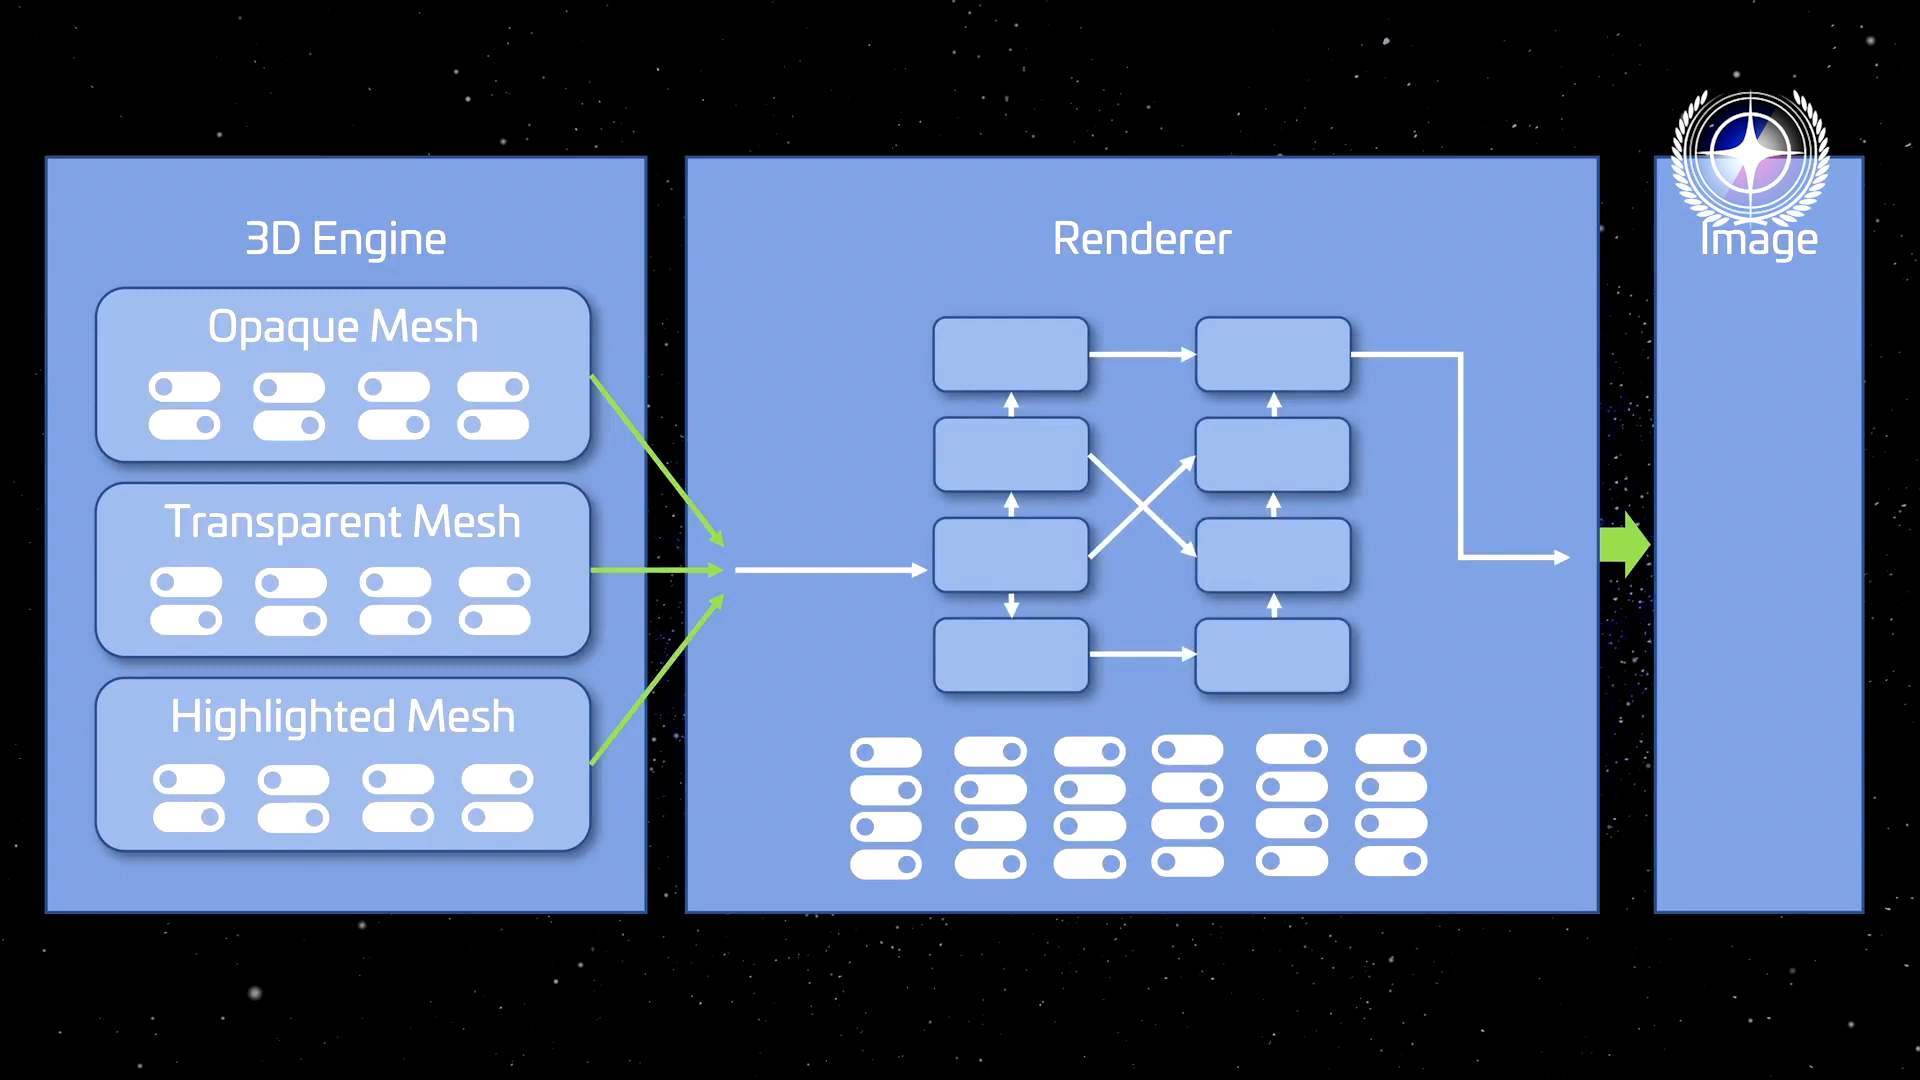 3D Engine
Opaque Mesh
Transparent Mesh
Highlighted Mesh
Renderer
Image